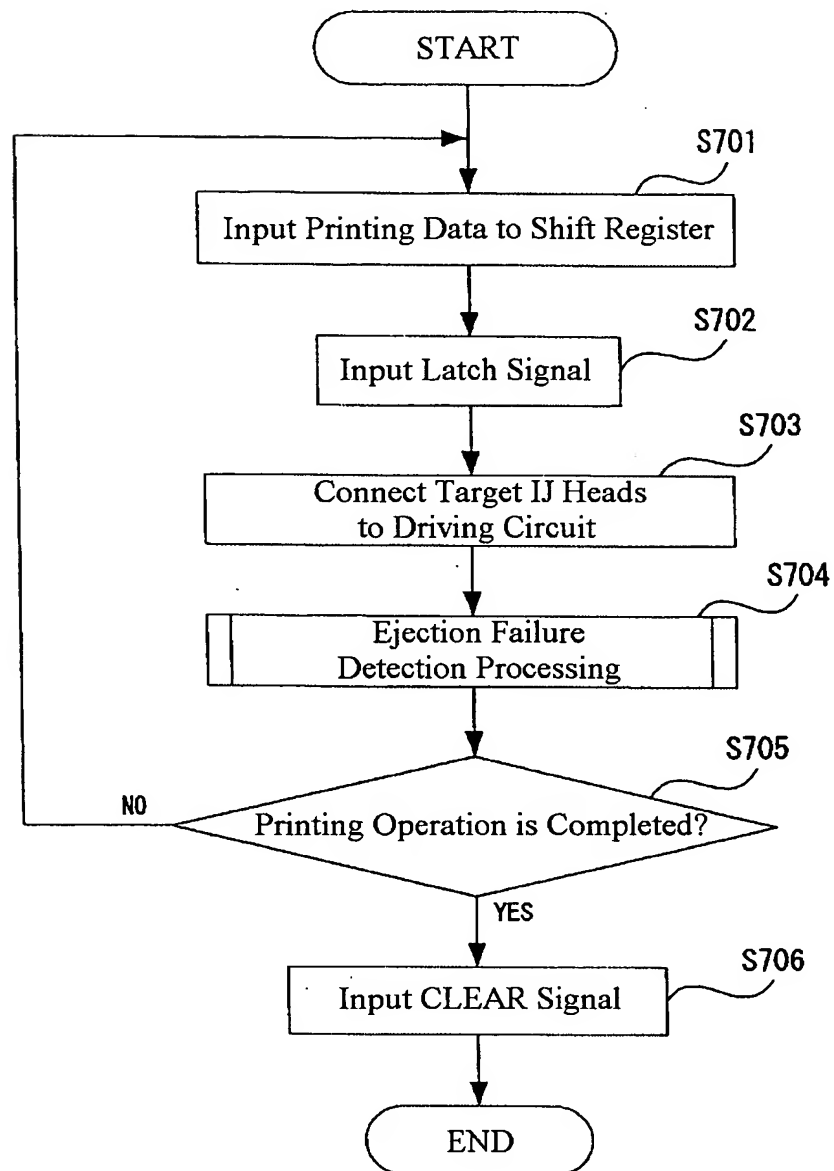 START
S701
Input Printing Data to Shift Register
S702
Input Latch Signal
S703
Connect Target IJ Heads
to Driving Circuit
S704
Ejection Failure
Detection Processing
S705
Printing Operation is Completed?
NO
YES
S706
Input CLEAR Signal
END